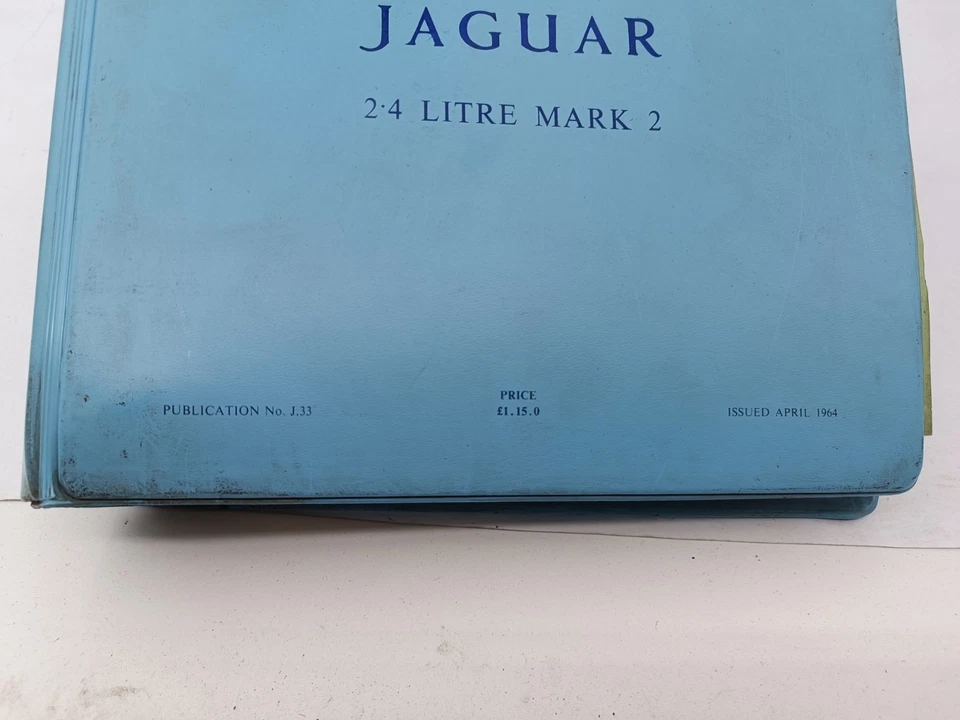 JAGUAR
2·4 LITRE MARK 2
PUBLICATION No. J.33
PRICE
£1.15.0
ISSUED APRIL 1964